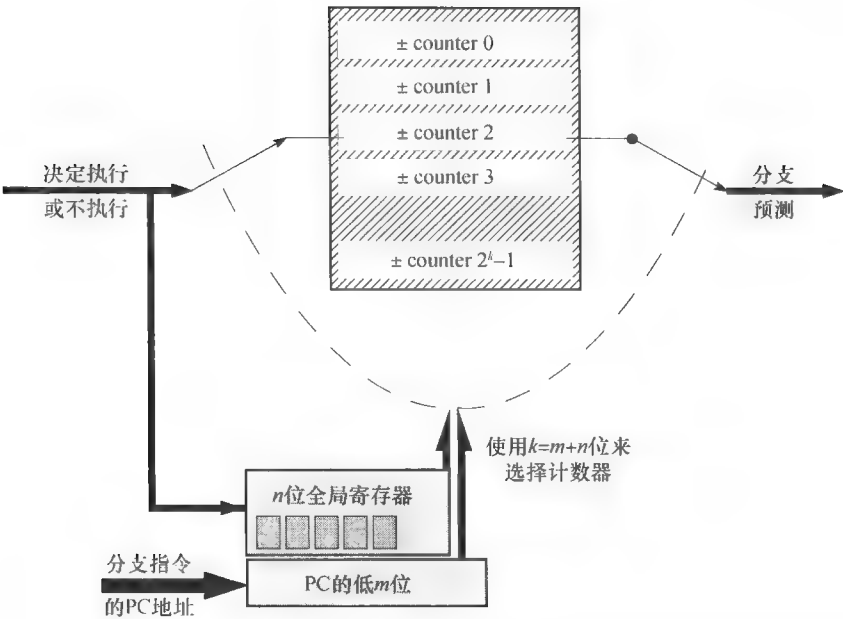 ± counter 0
± counter 1
± counter 2
± counter 3
± counter 2ᵏ–1
决定执行
或不执行
分支
预测
使用k=m+n位来
选择计数器
n位全局寄存器
PC的低m位
分支指令
的PC地址